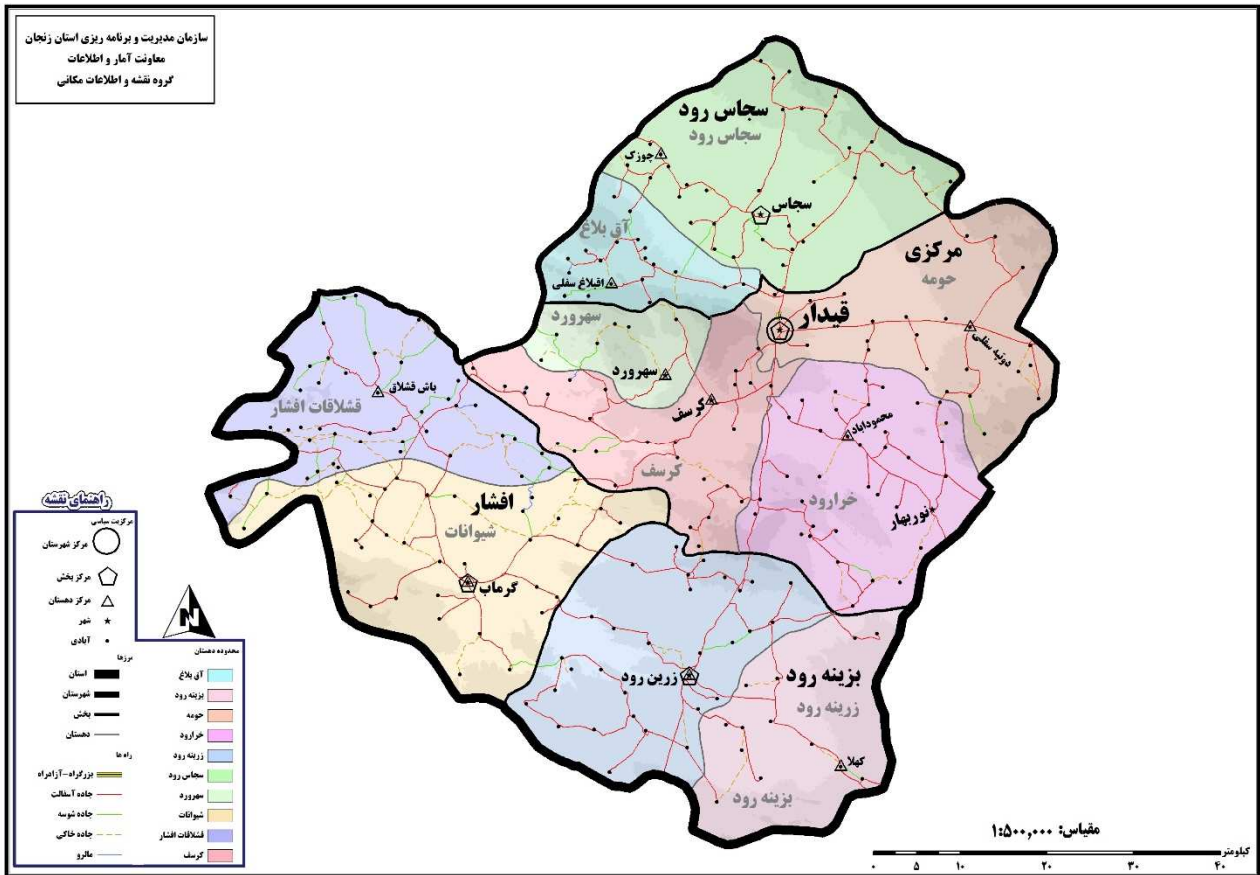 سازمان مدیریت و برنامه ریزی استان زنجان
معاونت آمار و اطلاعات
گروه نقشه و اطلاعات مکانی
سجاس رود
سجاس رود
چوزک
سجاس
آق بلاغ
اقبلاغ سفلی
مرکزی
حومه
قیدار
دوتپه سفلی
سهرورد
سهرورد
کرسف
کرسف
باش قشلاق
قشلاقات افشار
محموداباد
خرارود
نوربهار
افشار
شیوانات
گرماب
زرین رود
بزینه رود
زرینه رود
کهلا
بزینه رود
راهنمای نقشه
مرکزیت سیاسی
مرکز شهرستان
مرکز بخش
مرکز دهستان
شهر
آبادی
مرزها
استان
شهرستان
بخش
دهستان
راه ها
بزرگراه-آزادراه
جاده آسفالت
جاده شوسه
جاده خاکی
مالرو
N
محدوده دهستان
آق بلاغ
بزینه رود
حومه
خرارود
زرینه رود
سجاس رود
سهرورد
شیوانات
قشلاقات افشار
کرسف
مقیاس: ۱:۵۰۰,۰۰۰
کیلومتر
۰ ۵ ۱۰ ۲۰ ۳۰ ۴۰